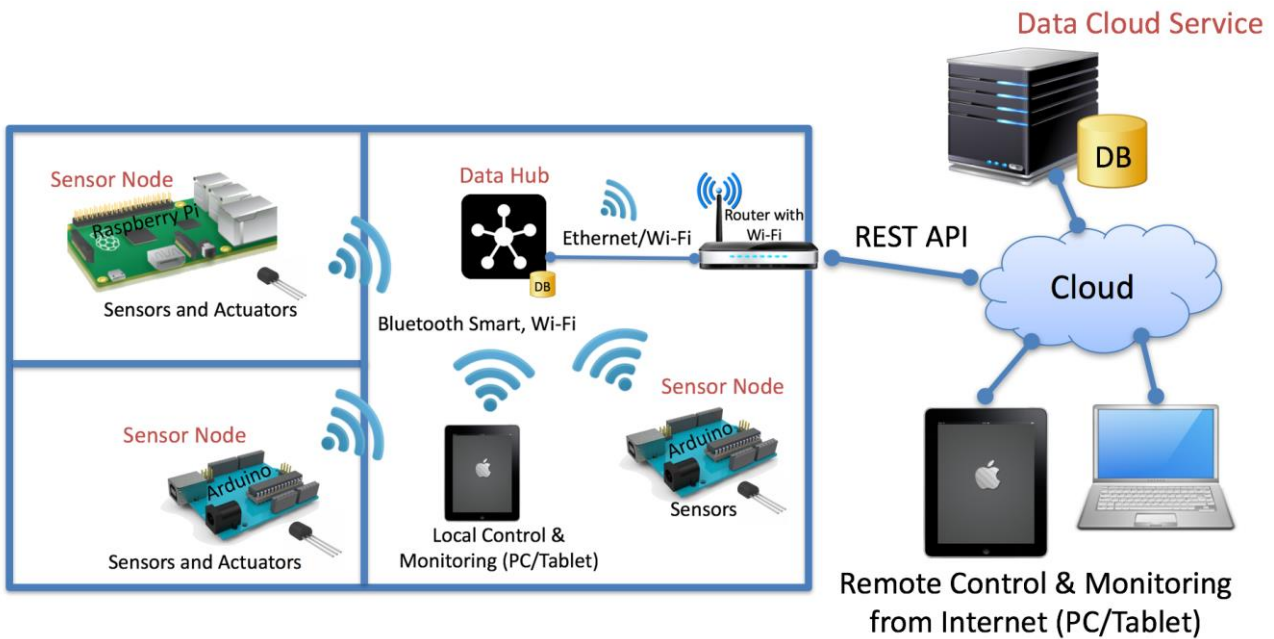 Data Cloud Service
DB
Sensor Node
Raspberry Pi
Sensors and Actuators
Data Hub
DB
Ethernet/Wi-Fi
Router with
Wi-Fi
REST API
Cloud
Bluetooth Smart, Wi-Fi
Sensor Node
Arduino
Sensors and Actuators
Local Control &
Monitoring (PC/Tablet)
Sensor Node
Arduino
Sensors
Remote Control & Monitoring
from Internet (PC/Tablet)